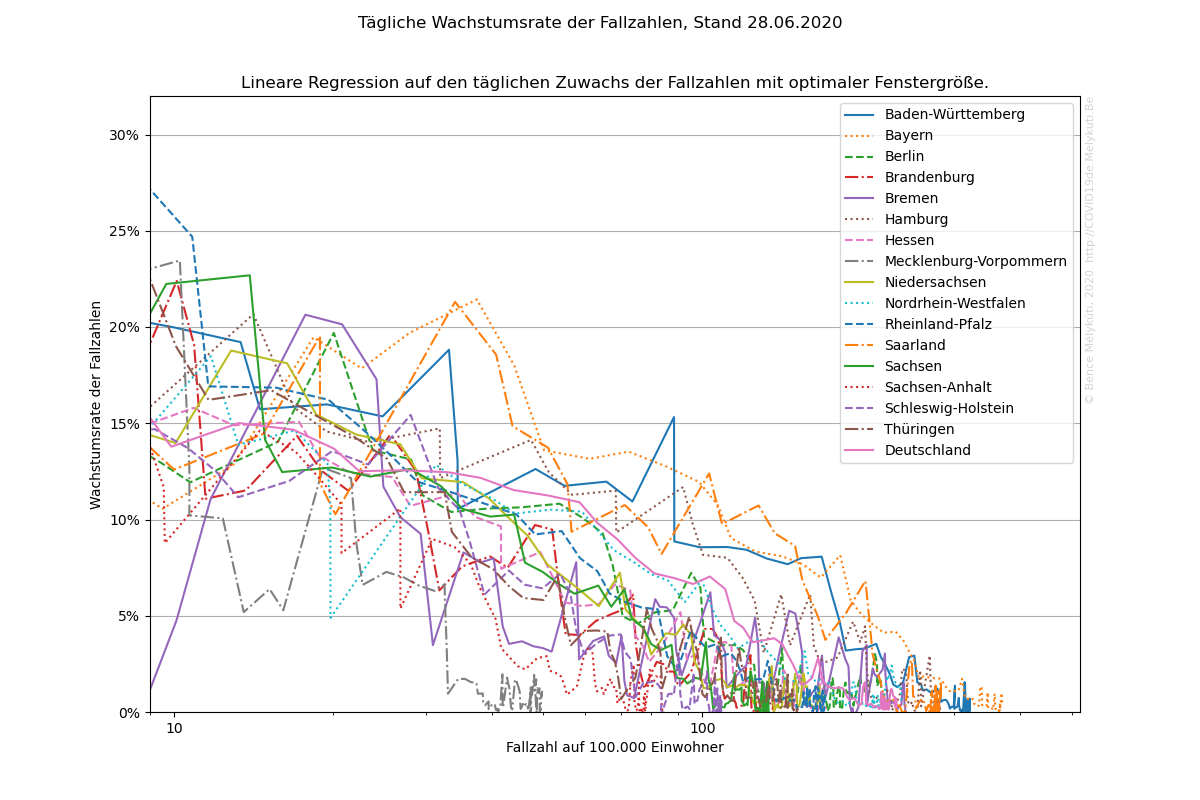 Tägliche Wachstumsrate der Fallzahlen, Stand 28.06.2020
Lineare Regression auf den täglichen Zuwachs der Fallzahlen mit optimaler Fenstergröße.
30%
25%
20%
15%
10%
5%
0%
Wachstumsrate der Fallzahlen
10
100
Fallzahl auf 100.000 Einwohner
Baden-Württemberg
Bayern
Berlin
Brandenburg
Bremen
Hamburg
Hessen
Mecklenburg-Vorpommern
Niedersachsen
Nordrhein-Westfalen
Rheinland-Pfalz
Saarland
Sachsen
Sachsen-Anhalt
Schleswig-Holstein
Thüringen
Deutschland
© Bence Mélykúti, 2020. http://COVID19de.Melykuti.Be